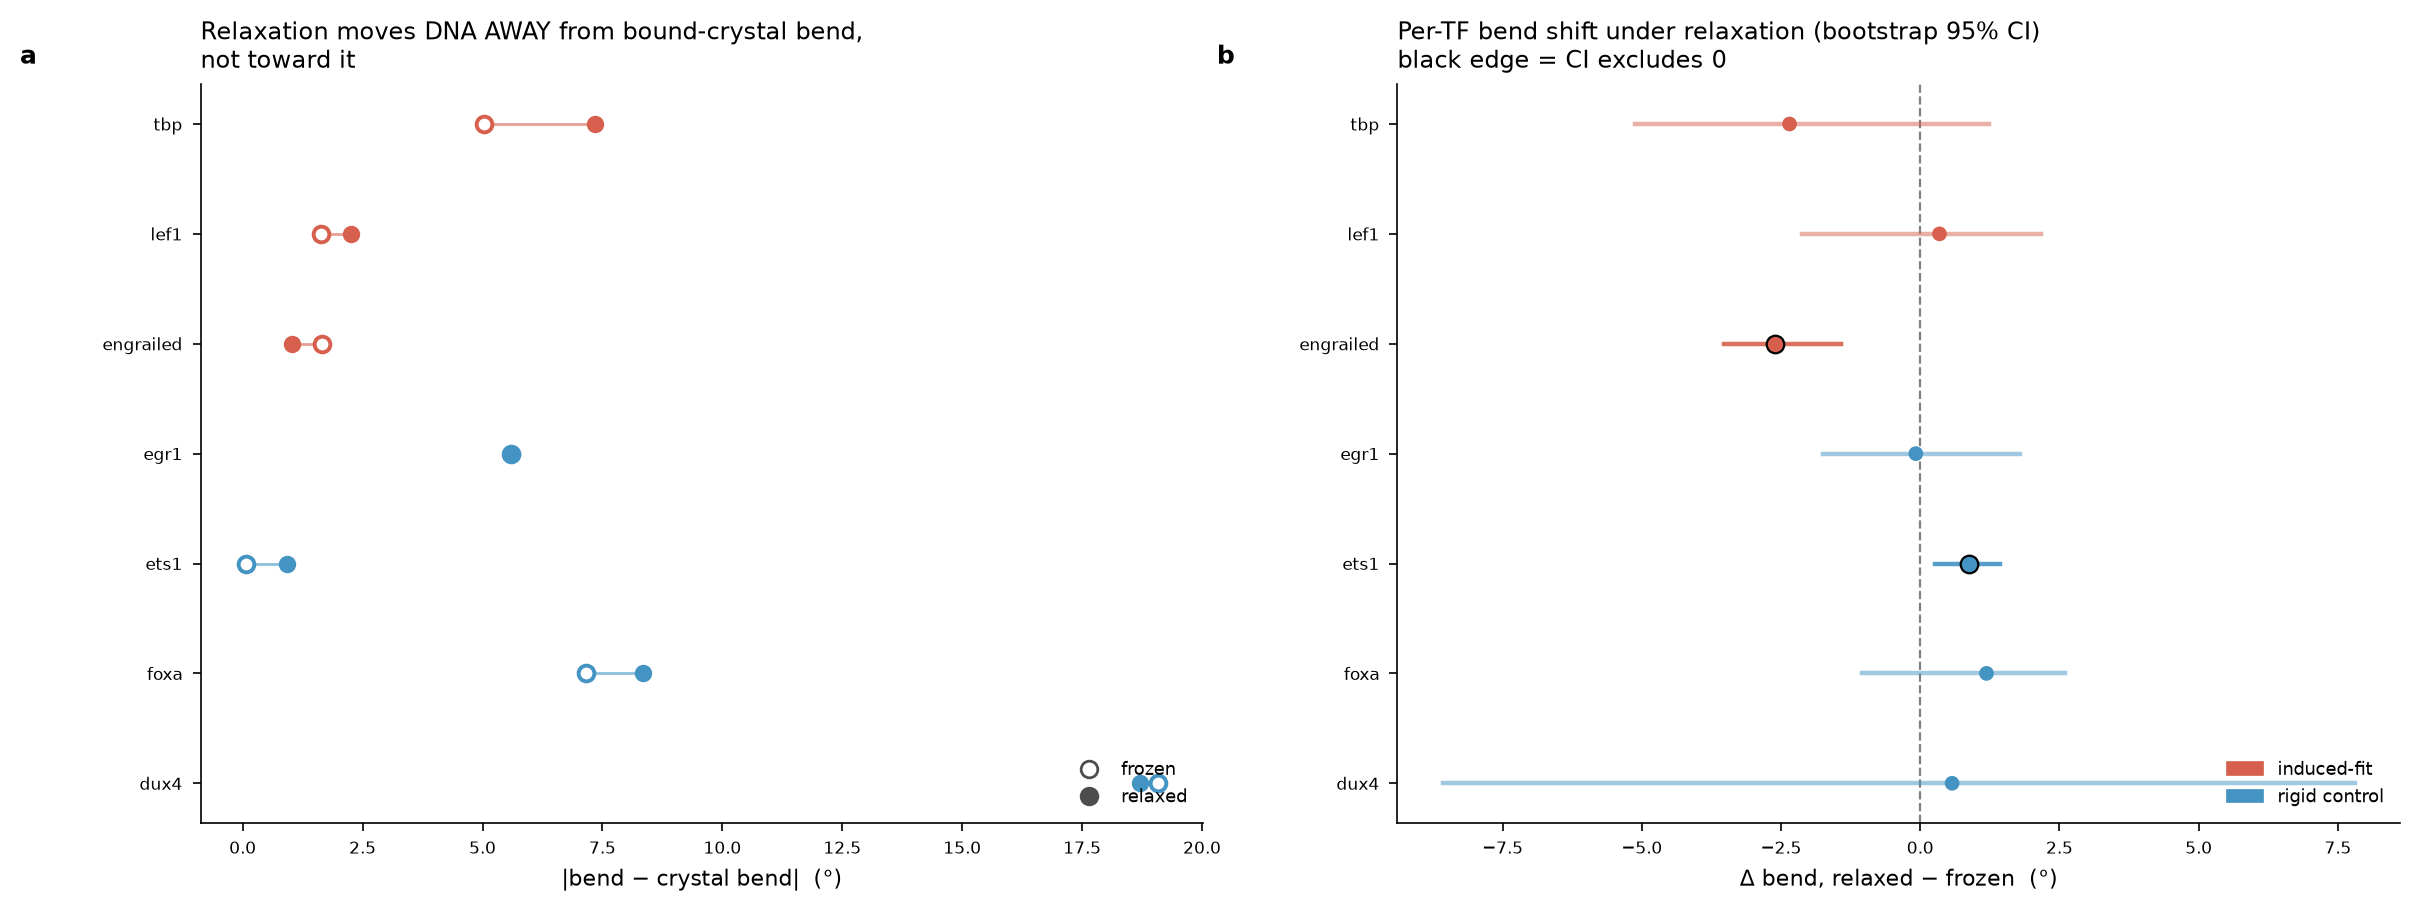 a
Relaxation moves DNA AWAY from bound-crystal bend,
not toward it
tbp
lef1
engrailed
egr1
ets1
foxa
dux4
frozen
relaxed
0.0 2.5 5.0 7.5 10.0 12.5 15.0 17.5 20.0
|bend − crystal bend| (°)
b
Per-TF bend shift under relaxation (bootstrap 95% CI)
black edge = CI excludes 0
tbp
lef1
engrailed
egr1
ets1
foxa
dux4
induced-fit
rigid control
−7.5 −5.0 −2.5 0.0 2.5 5.0 7.5
Δ bend, relaxed − frozen (°)